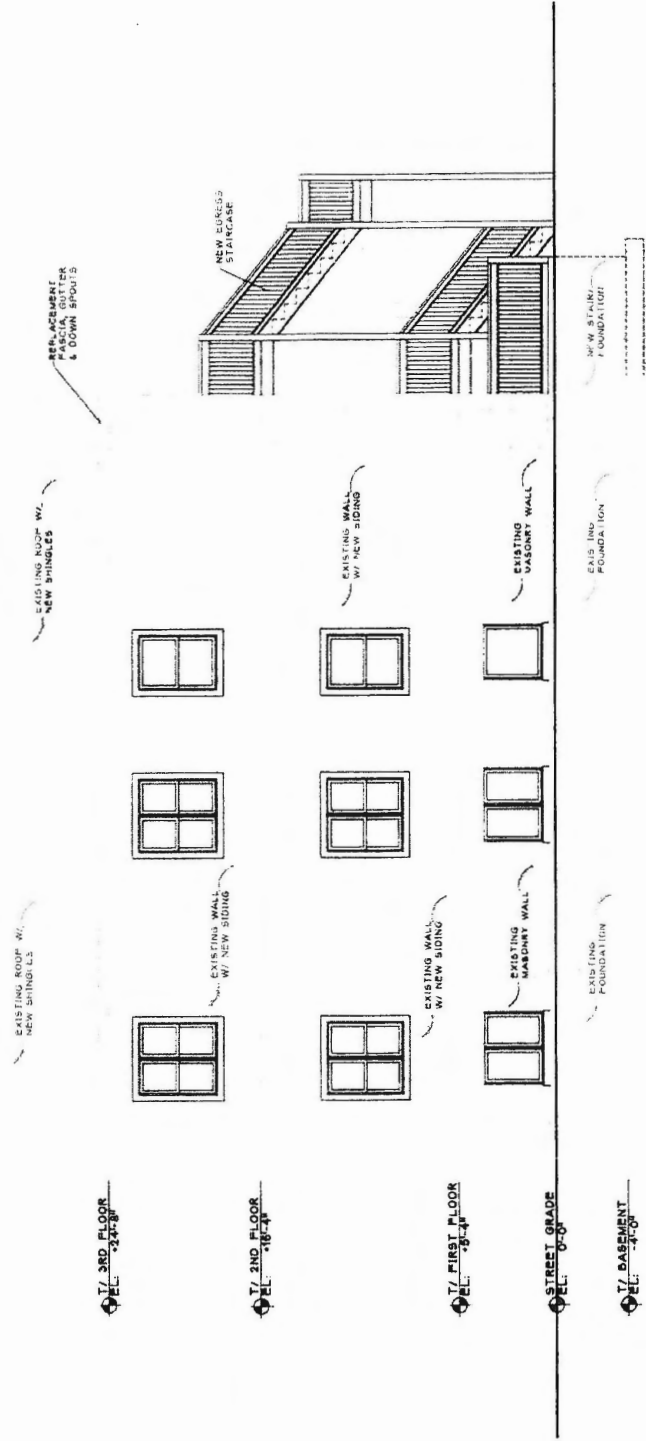 REPLACEMENT
FASCIA, GUTTER
& DOWN SPOUTS
NEW EGRESS
STAIRCASE
NEW STAIR
FOUNDATION
EXISTING ROOF W/
NEW SHINGLES
EXISTING WALL
W/ NEW SIDING
EXISTING
MASONRY WALL
EXISTING
FOUNDATION
EXISTING ROOF W/
NEW SHINGLES
EXISTING WALL
W/ NEW SIDING
EXISTING WALL
W/ NEW SIDING
EXISTING
MASONRY WALL
EXISTING
FOUNDATION
T/ 3RD FLOOR
EL: +24'-8"
T/ 2ND FLOOR
EL: +16'-4"
T/ FIRST FLOOR
EL: +5'-4"
STREET GRADE
EL: 0'-0"
T/ BASEMENT
EL: -4'-0"